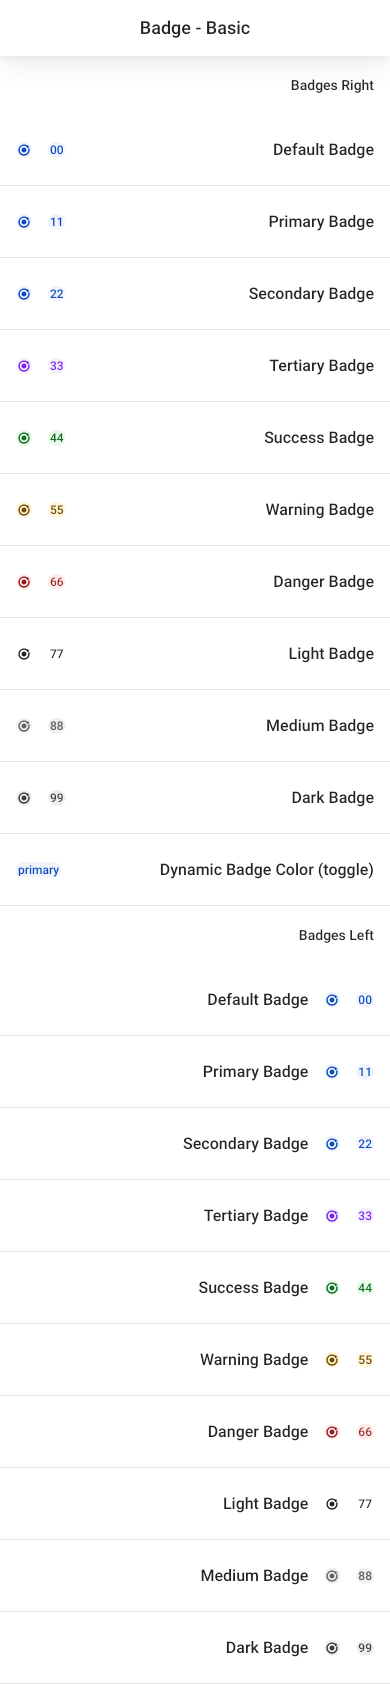 Badge - Basic
Badges Right
00 Default Badge
11 Primary Badge
22 Secondary Badge
33 Tertiary Badge
44 Success Badge
55 Warning Badge
66 Danger Badge
77 Light Badge
88 Medium Badge
99 Dark Badge
primary Dynamic Badge Color (toggle)
Badges Left
Default Badge 00
Primary Badge 11
Secondary Badge 22
Tertiary Badge 33
Success Badge 44
Warning Badge 55
Danger Badge 66
Light Badge 77
Medium Badge 88
Dark Badge 99